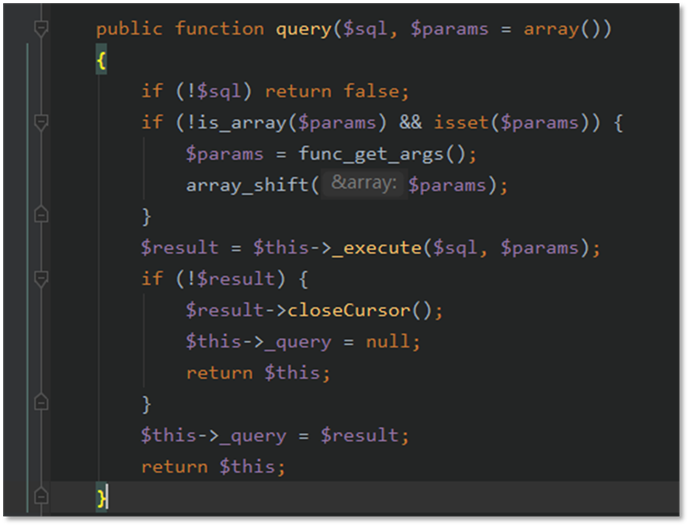 public function query($sql, $params = array())
{
if (!$sql) return false;
if (!is_array($params) && isset($params)) {
$params = func_get_args();
array_shift( &array: $params);
}
$result = $this->_execute($sql, $params);
if (!$result) {
$result->closeCursor();
$this->_query = null;
return $this;
}
$this->_query = $result;
return $this;
}